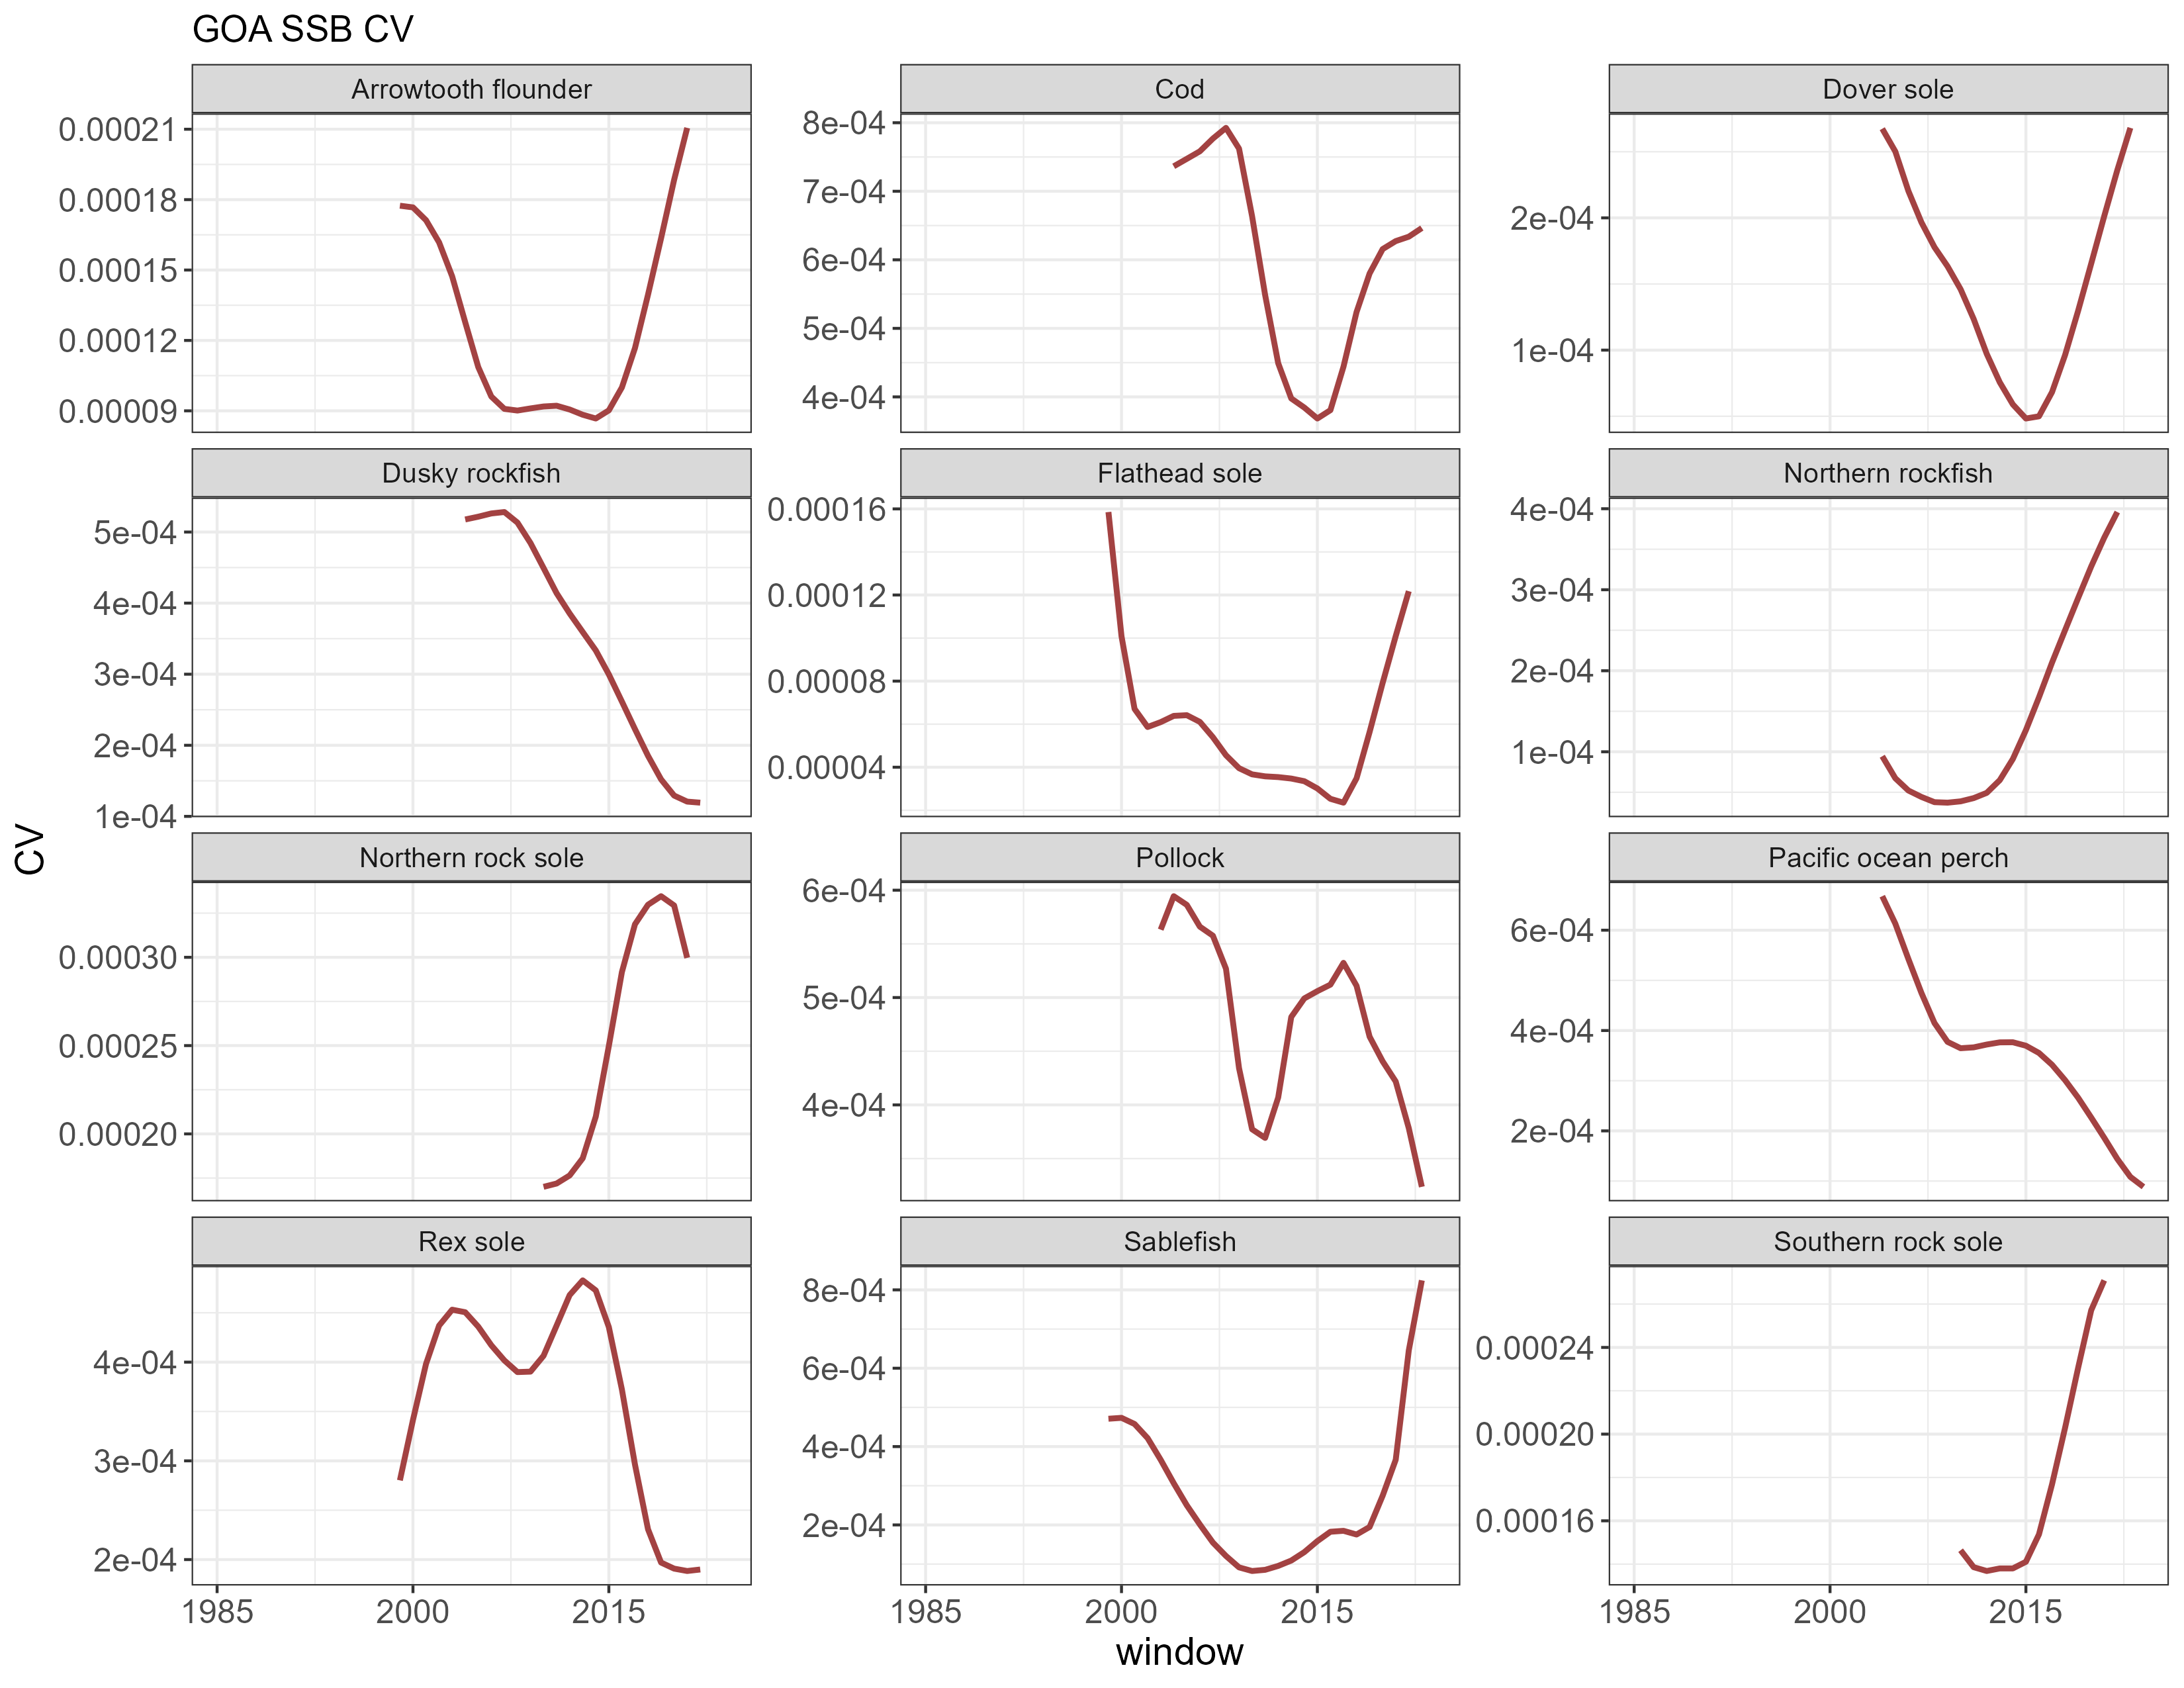 GOA SSB CV
Arrowtooth flounder
0.00021
0.00018
0.00015
0.00012
0.00009
Cod
8e-04
7e-04
6e-04
5e-04
4e-04
Dover sole
2e-04
1e-04
Dusky rockfish
5e-04
4e-04
3e-04
2e-04
1e-04
Flathead sole
0.00016
0.00012
0.00008
0.00004
Northern rockfish
4e-04
3e-04
2e-04
1e-04
CV
Northern rock sole
0.00030
0.00025
0.00020
Pollock
6e-04
5e-04
4e-04
Pacific ocean perch
6e-04
4e-04
2e-04
Rex sole
4e-04
3e-04
2e-04
Sablefish
8e-04
6e-04
4e-04
2e-04
Southern rock sole
0.00024
0.00020
0.00016
1985 2000 2015
1985 2000 2015
1985 2000 2015
window